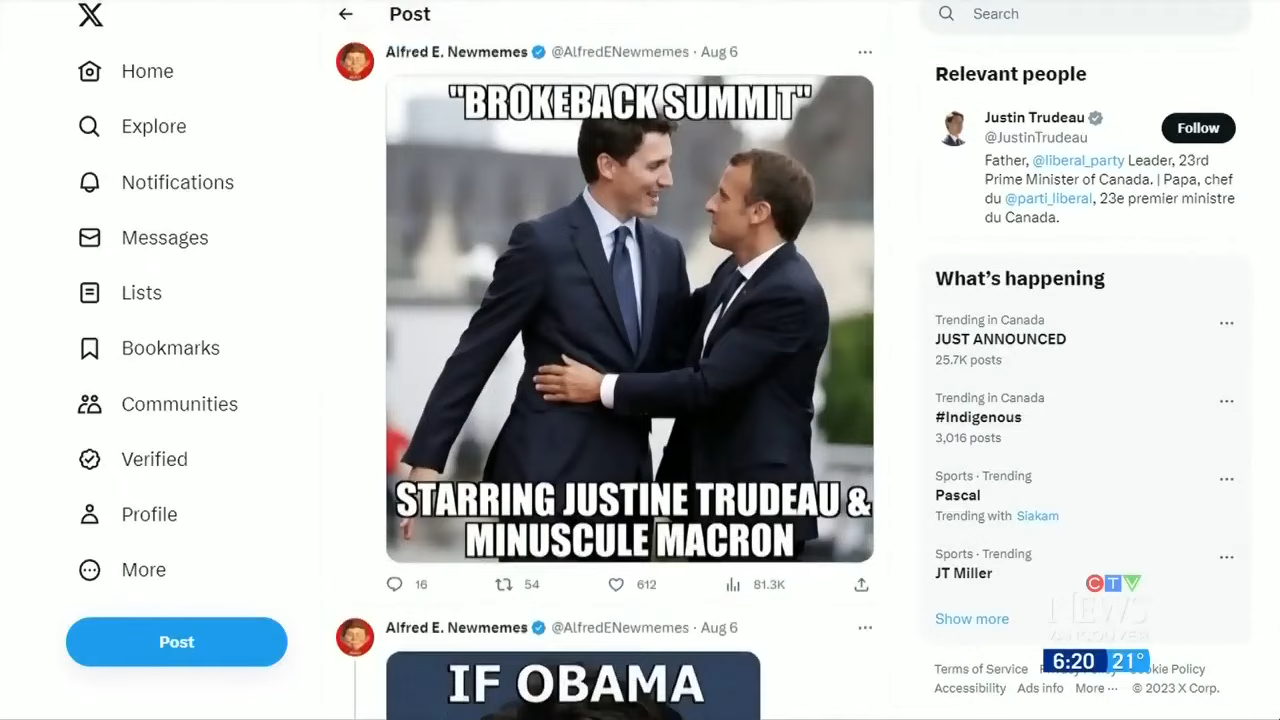 Home
Explore
Notifications
Messages
Lists
Bookmarks
Communities
Verified
Profile
More
Post
Post
Alfred E. Newmemes @AlfredENewmemes · Aug 6
"BROKEBACK SUMMIT"
STARRING JUSTINE TRUDEAU &
MINUSCULE MACRON
16 54 612 81.3K
Alfred E. Newmemes @AlfredENewmemes · Aug 6
IF OBAMA
Search
Relevant people
Justin Trudeau
@JustinTrudeau
Follow
Father, @liberal_party Leader, 23rd
Prime Minister of Canada. | Papa, chef
du @parti_liberal, 23e premier ministre
du Canada.
What's happening
Trending in Canada
JUST ANNOUNCED
25.7K posts
Trending in Canada
#Indigenous
3,016 posts
Sports · Trending
Pascal
Trending with Siakam
Sports · Trending
JT Miller
Show more
CTV
NEWS
VANCOUVER
6:20 21°
Terms of Service Policy
Accessibility Ads info More ··· © 2023 X Corp.